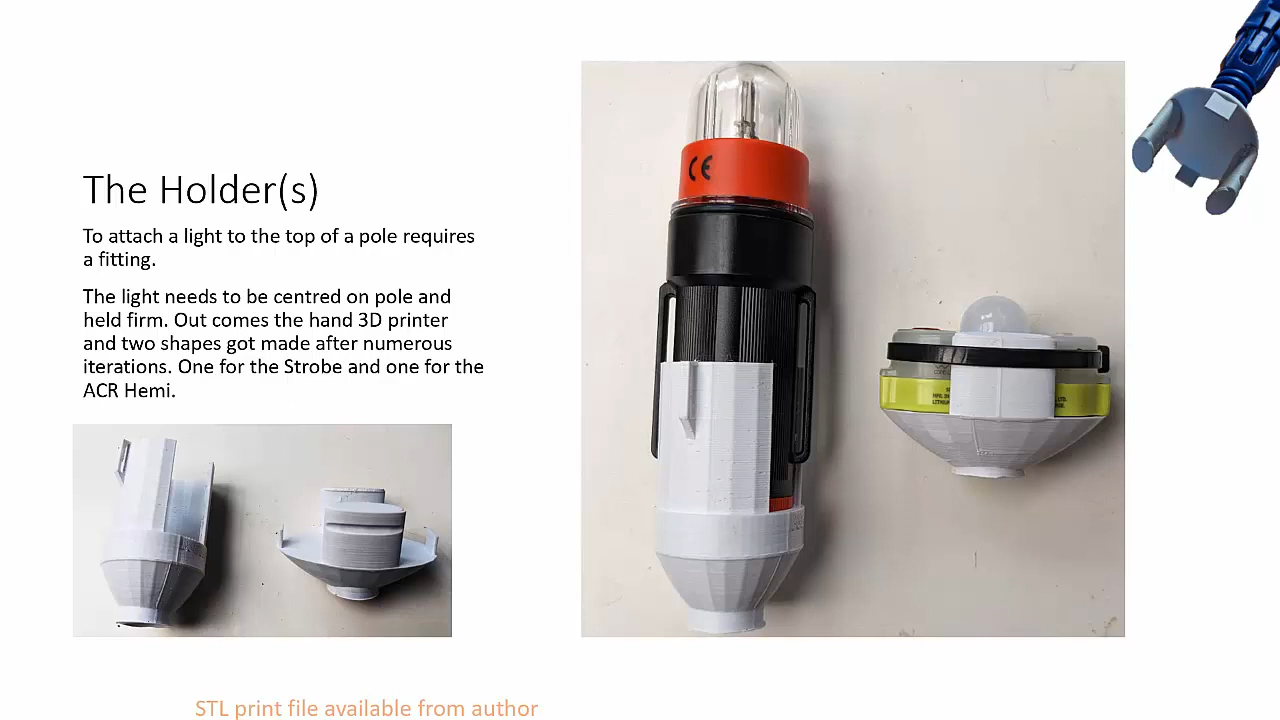 The Holder(s)
To attach a light to the top of a pole requires
a fitting.
The light needs to be centred on pole and
held firm. Out comes the hand 3D printer
and two shapes got made after numerous
iterations. One for the Strobe and one for the
ACR Hemi.
CE
STL print file available from author